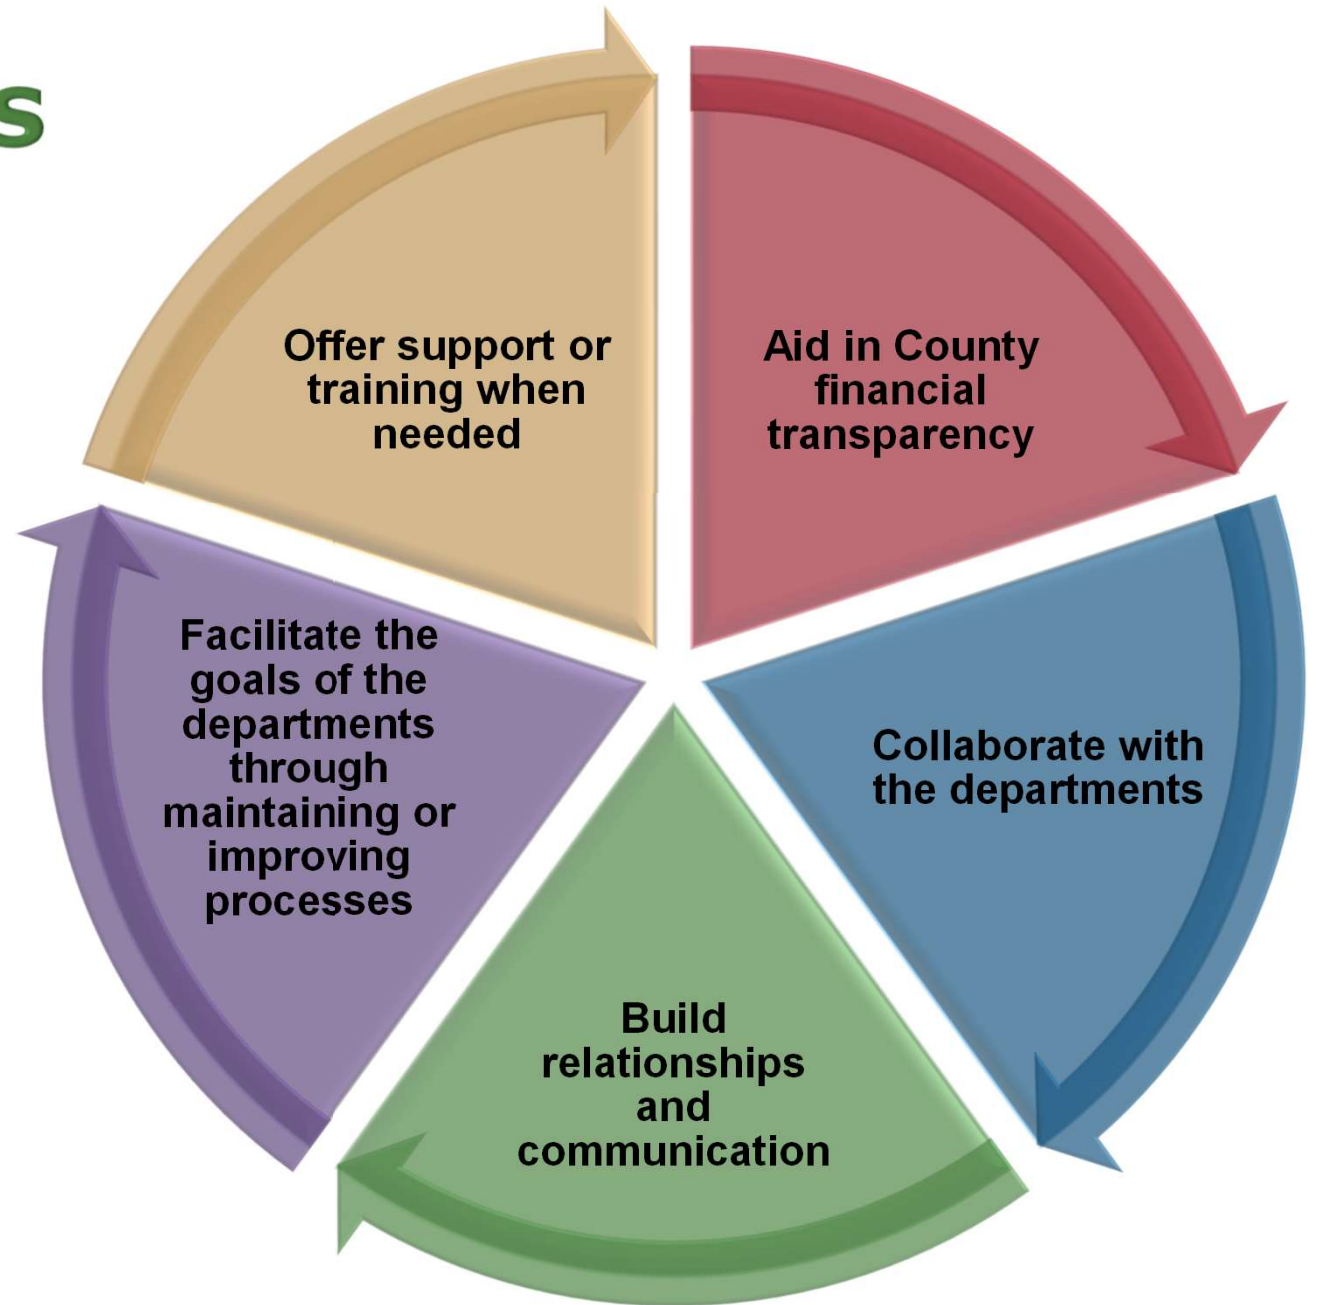 s
Offer support or
training when
needed
Aid in County
financial
transparency
Collaborate with
the departments
Build
relationships
and
communication
Facilitate the
goals of the
departments
through
maintaining or
improving
processes